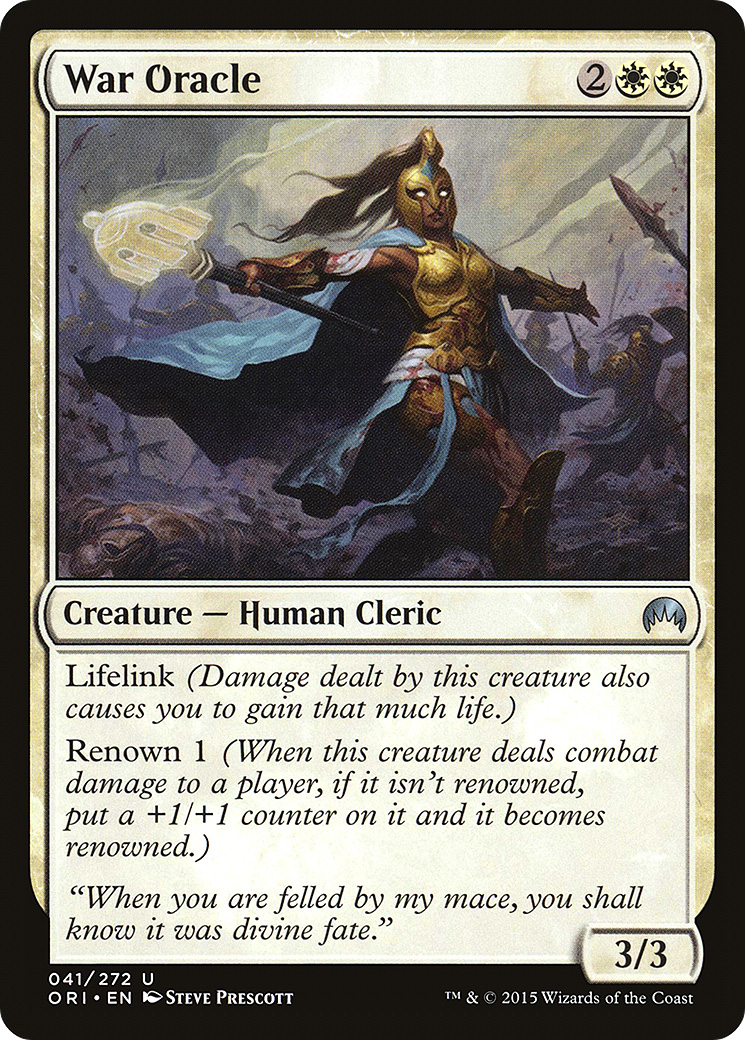 War Oracle 2
Creature — Human Cleric
Lifelink (Damage dealt by this creature also
causes you to gain that much life.)
Renown 1 (When this creature deals combat
damage to a player, if it isn't renowned,
put a +1/+1 counter on it and it becomes
renowned.)
“When you are felled by my mace, you shall
know it was divine fate.”
3/3
041/272 U
ORI • EN Steve Prescott
™ & © 2015 Wizards of the Coast